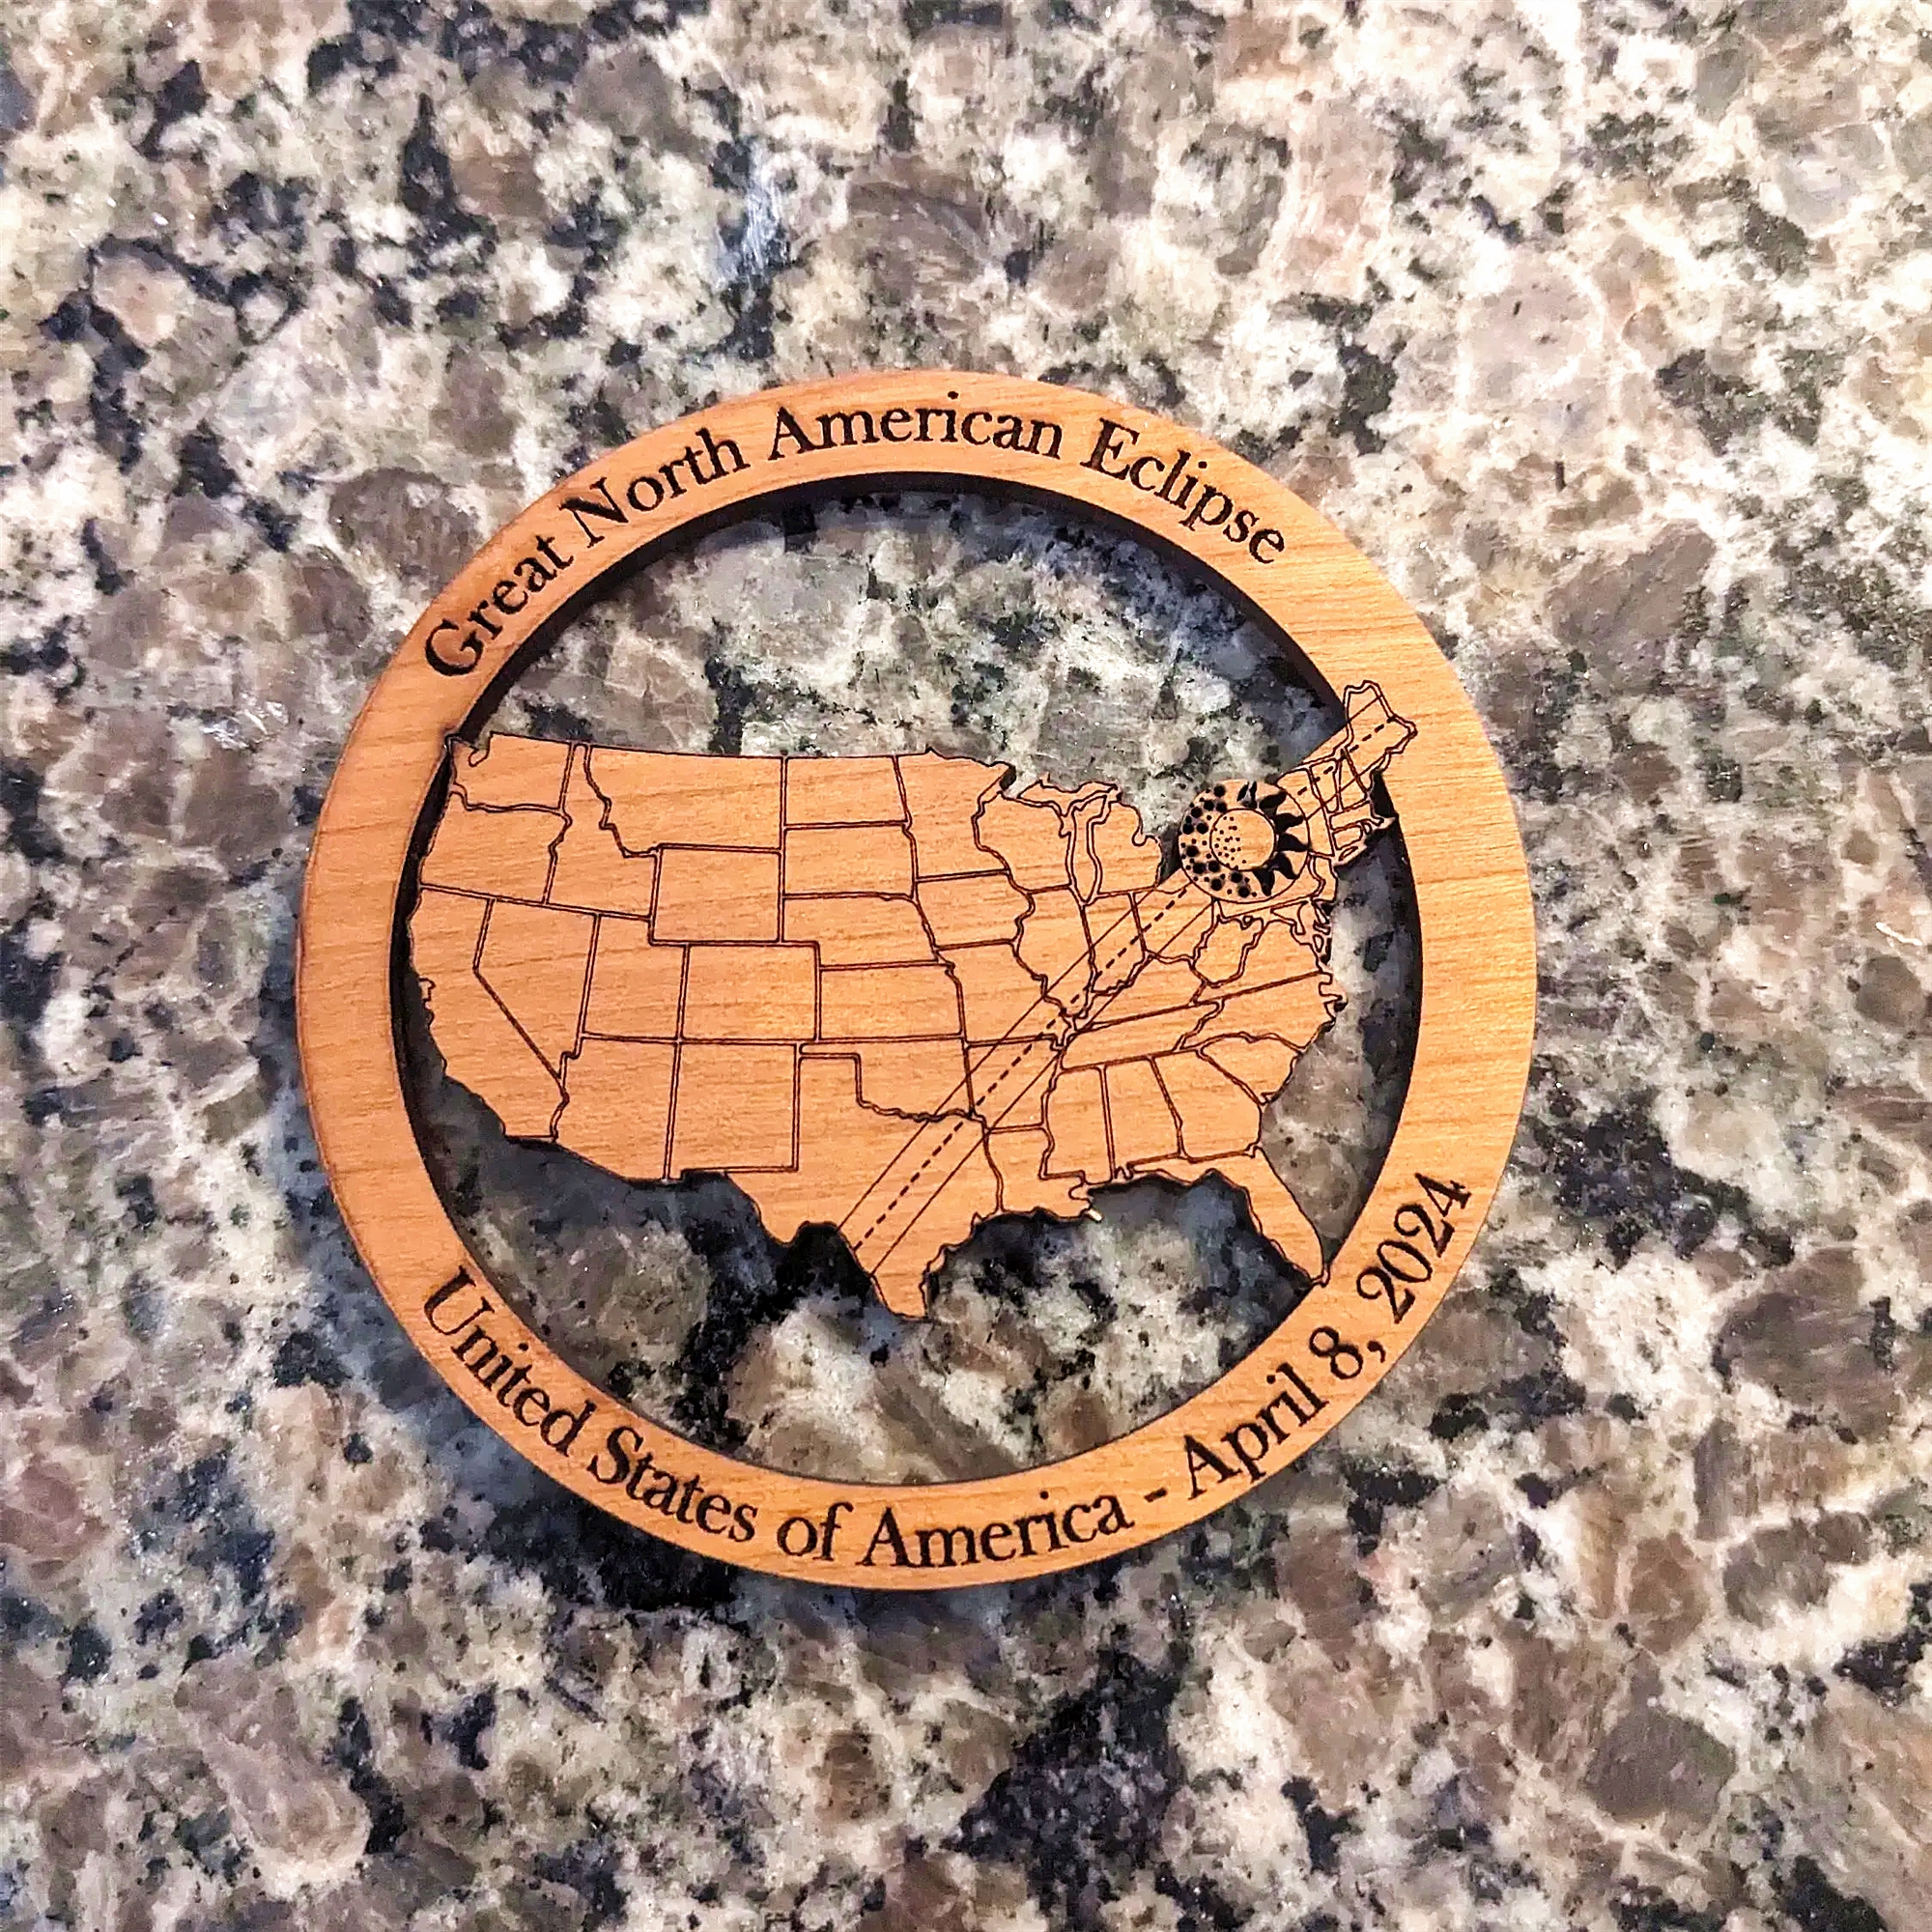 Great North American Eclipse
United States of America - April 8, 2024